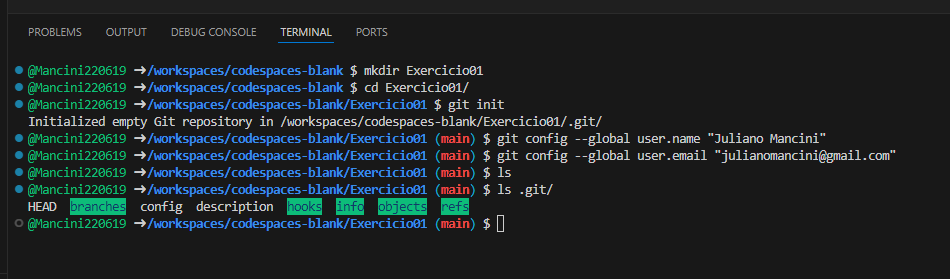 PROBLEMS OUTPUT DEBUG CONSOLE TERMINAL PORTS
@Mancini220619 ➜/workspaces/codespaces-blank $ mkdir Exercicio01
@Mancini220619 ➜/workspaces/codespaces-blank $ cd Exercicio01/
@Mancini220619 ➜/workspaces/codespaces-blank/Exercicio01 $ git init
Initialized empty Git repository in /workspaces/codespaces-blank/Exercicio01/.git/
@Mancini220619 ➜/workspaces/codespaces-blank/Exercicio01 (main) $ git config --global user.name "Juliano Mancini"
@Mancini220619 ➜/workspaces/codespaces-blank/Exercicio01 (main) $ git config --global user.email "julianomancini@gmail.com"
@Mancini220619 ➜/workspaces/codespaces-blank/Exercicio01 (main) $ ls
@Mancini220619 ➜/workspaces/codespaces-blank/Exercicio01 (main) $ ls .git/
HEAD branches config description hooks info objects refs
@Mancini220619 ➜/workspaces/codespaces-blank/Exercicio01 (main) $